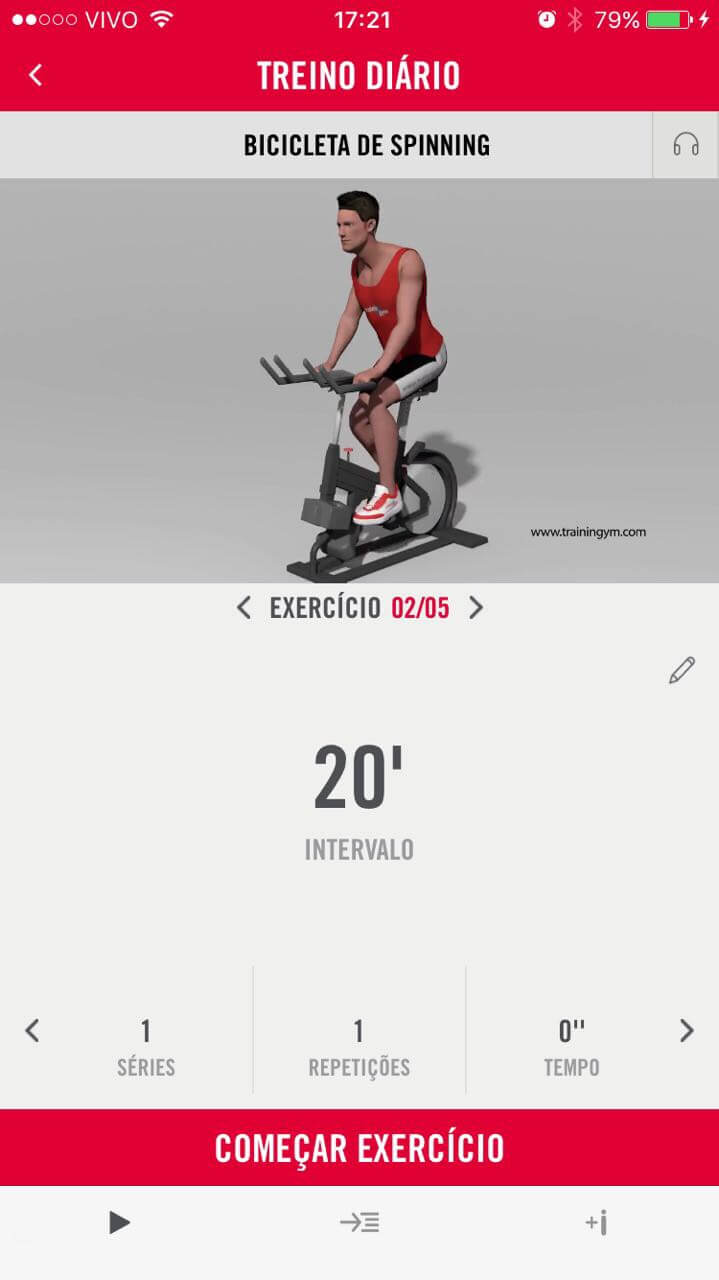 VIVO 17:21 79%
TREINO DIÁRIO
BICICLETA DE SPINNING
www.trainingym.com
EXERCÍCIO 02/05
20'
INTERVALO
1 1 0''
SÉRIES REPETIÇÕES TEMPO
COMEÇAR EXERCÍCIO
+i